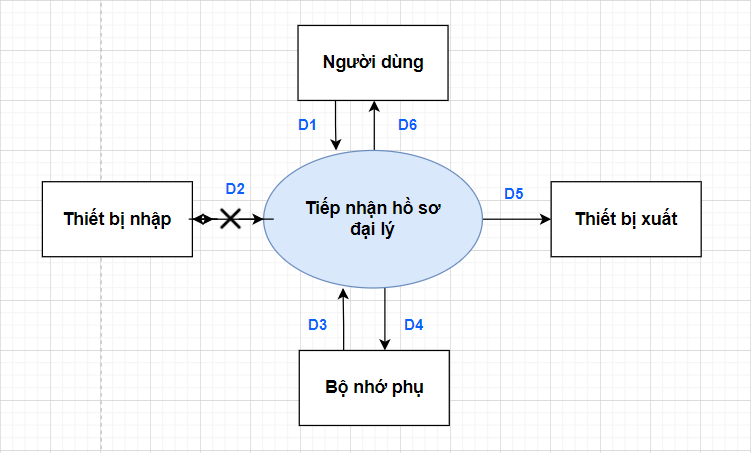 Người dùng
D1
D6
D2
D5
Thiết bị nhập
Tiếp nhận hồ sơ
đại lý
Thiết bị xuất
D3
D4
Bộ nhớ phụ